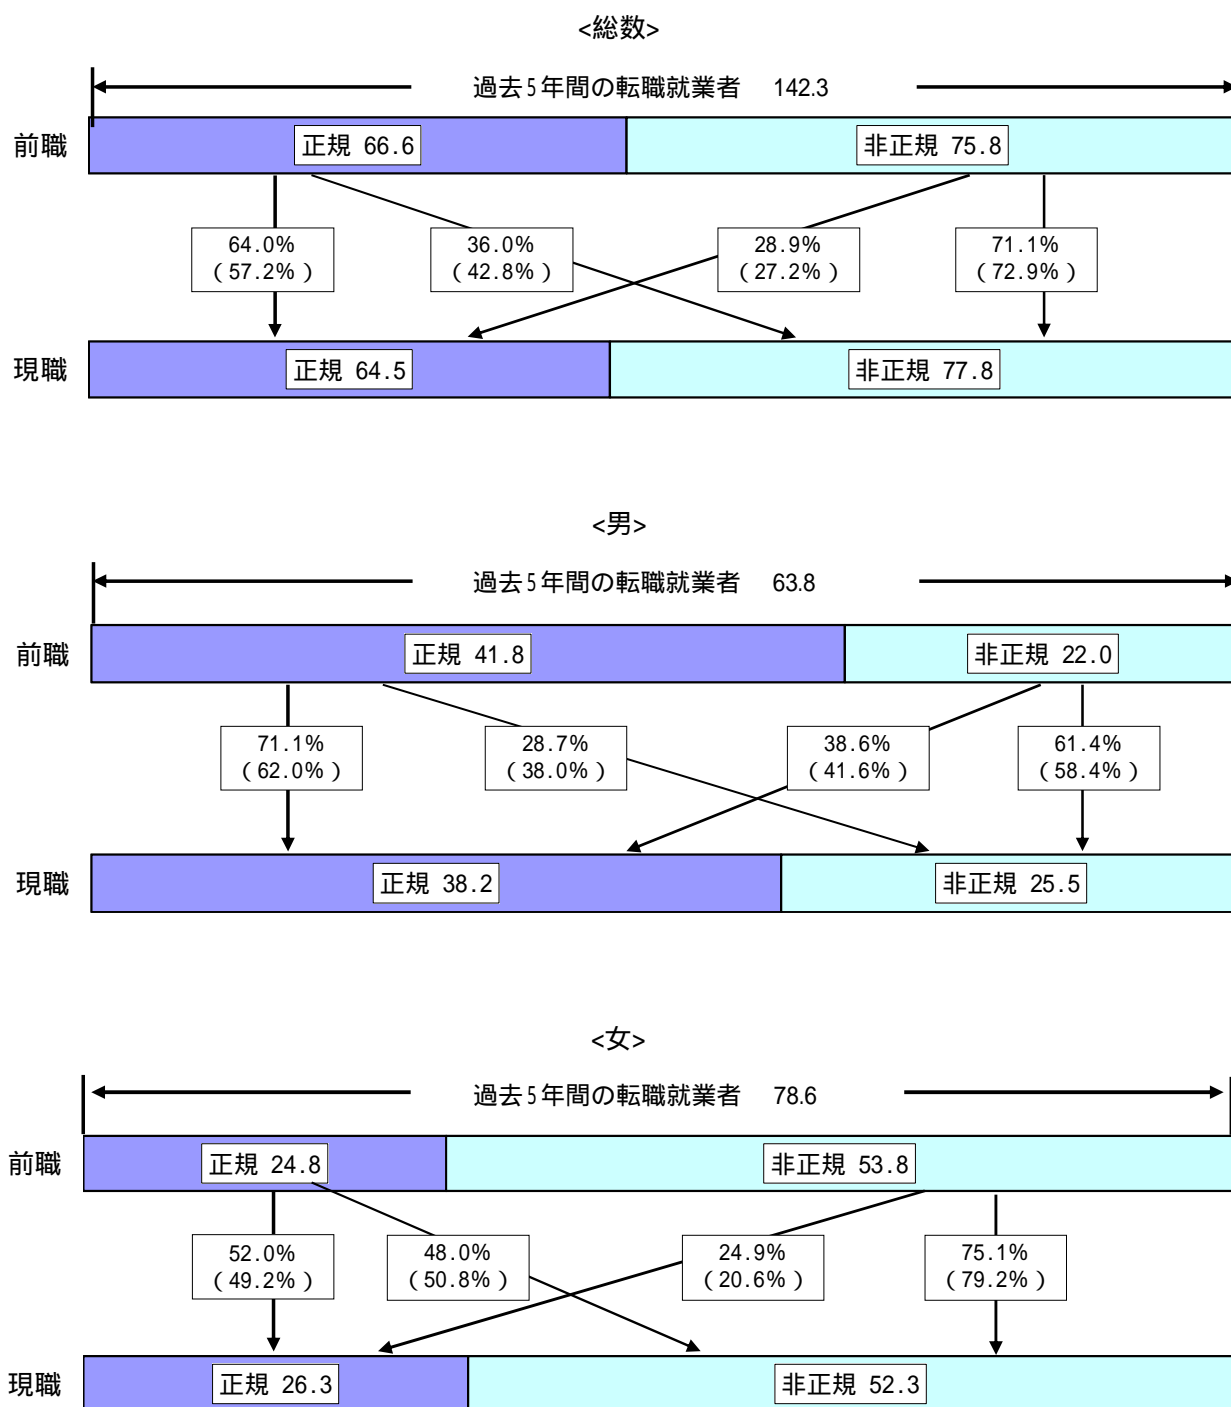 <総数>
過去5年間の転職就業者 142.3
前職 正規 66.6 非正規 75.8
64.0% 36.0% 28.9% 71.1%
(57.2%) (42.8%) (27.2%) (72.9%)
現職 正規 64.5 非正規 77.8
<男>
過去5年間の転職就業者 63.8
前職 正規 41.8 非正規 22.0
71.1% 28.7% 38.6% 61.4%
(62.0%) (38.0%) (41.6%) (58.4%)
現職 正規 38.2 非正規 25.5
<女>
過去5年間の転職就業者 78.6
前職 正規 24.8 非正規 53.8
52.0% 48.0% 24.9% 75.1%
(49.2%) (50.8%) (20.6%) (79.2%)
現職 正規 26.3 非正規 52.3